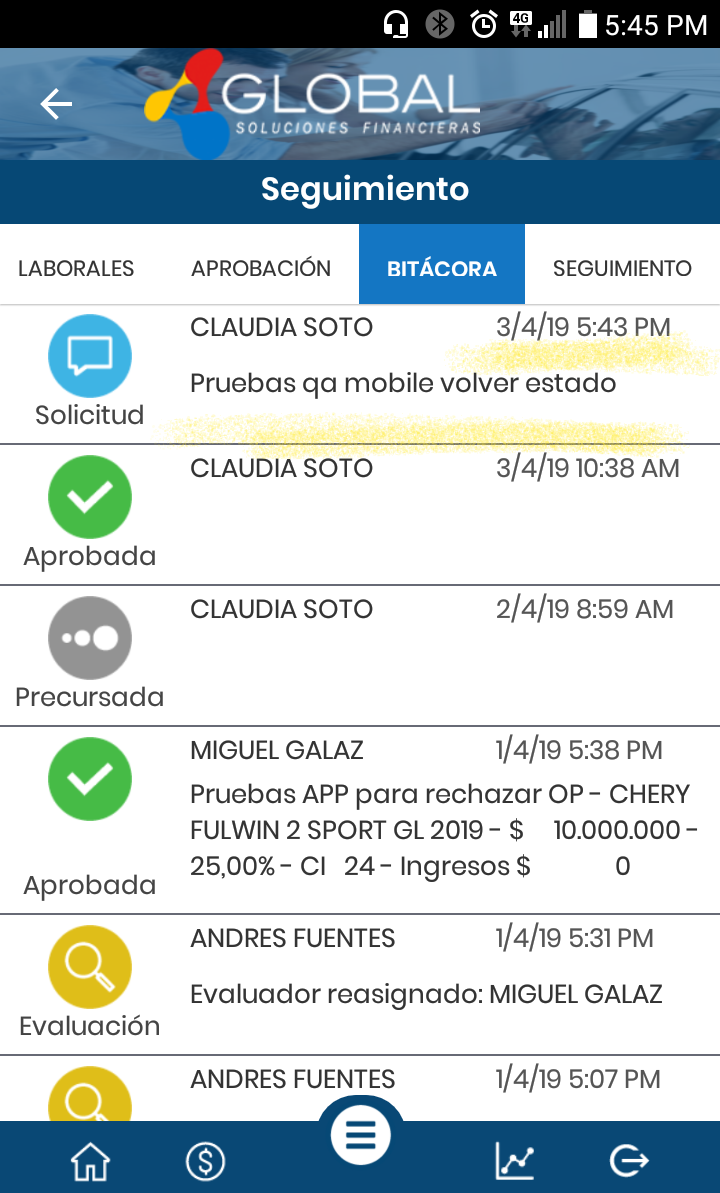 4G 5:45 PM
GLOBAL
SOLUCIONES FINANCIERAS
Seguimiento
LABORALES APROBACIÓN BITÁCORA SEGUIMIENTO
CLAUDIA SOTO 3/4/19 5:43 PM
Pruebas qa mobile volver estado
Solicitud
CLAUDIA SOTO 3/4/19 10:38 AM
Aprobada
CLAUDIA SOTO 2/4/19 8:59 AM
Precursada
MIGUEL GALAZ 1/4/19 5:38 PM
Pruebas APP para rechazar OP - CHERY
FULWIN 2 SPORT GL 2019 - $ 10.000.000 -
25,00% - CI 24 - Ingresos $ 0
Aprobada
ANDRES FUENTES 1/4/19 5:31 PM
Evaluador reasignado: MIGUEL GALAZ
Evaluación
ANDRES FUENTES 1/4/19 5:07 PM
$